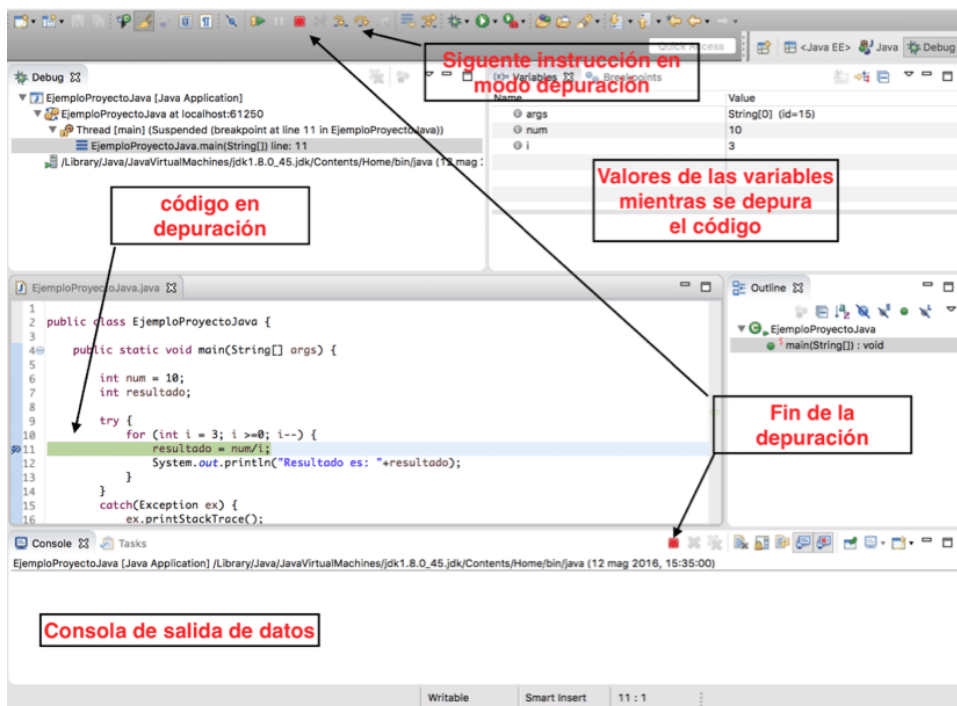 Quick Access
<Java EE>
Java
Debug
Siguente instrucción en
modo depuración
Debug
EjemploProyectoJava [Java Application]
EjemploProyectoJava at localhost:61250
Thread [main] (Suspended (breakpoint at line 11 in EjemploProyectoJava))
EjemploProyectoJava.main(String[]) line: 11
/Library/Java/JavaVirtualMachines/jdk1.8.0_45.jdk/Contents/Home/bin/java (12 mag
(x)= Variables
Breakpoints
Name Value
args String[0] (id=15)
num 10
i 3
Valores de las variables
mientras se depura
el código
código en
depuración
EjemploProyectoJava.java
1
2 public class EjemploProyectoJava {
3
4 public static void main(String[] args) {
5
6 int num = 10;
7 int resultado;
8
9 try {
10 for (int i = 3; i >=0; i--) {
11 resultado = num/i;
12 System.out.println("Resultado es: "+resultado);
13 }
14 }
15 catch(Exception ex) {
16 ex.printStackTrace();
Outline
EjemploProyectoJava
main(String[]) : void
Fin de la
depuración
Console
Tasks
EjemploProyectoJava [Java Application] /Library/Java/JavaVirtualMachines/jdk1.8.0_45.jdk/Contents/Home/bin/java (12 mag 2016, 15:35:00)
Consola de salida de datos
Writable
Smart Insert
11 : 1